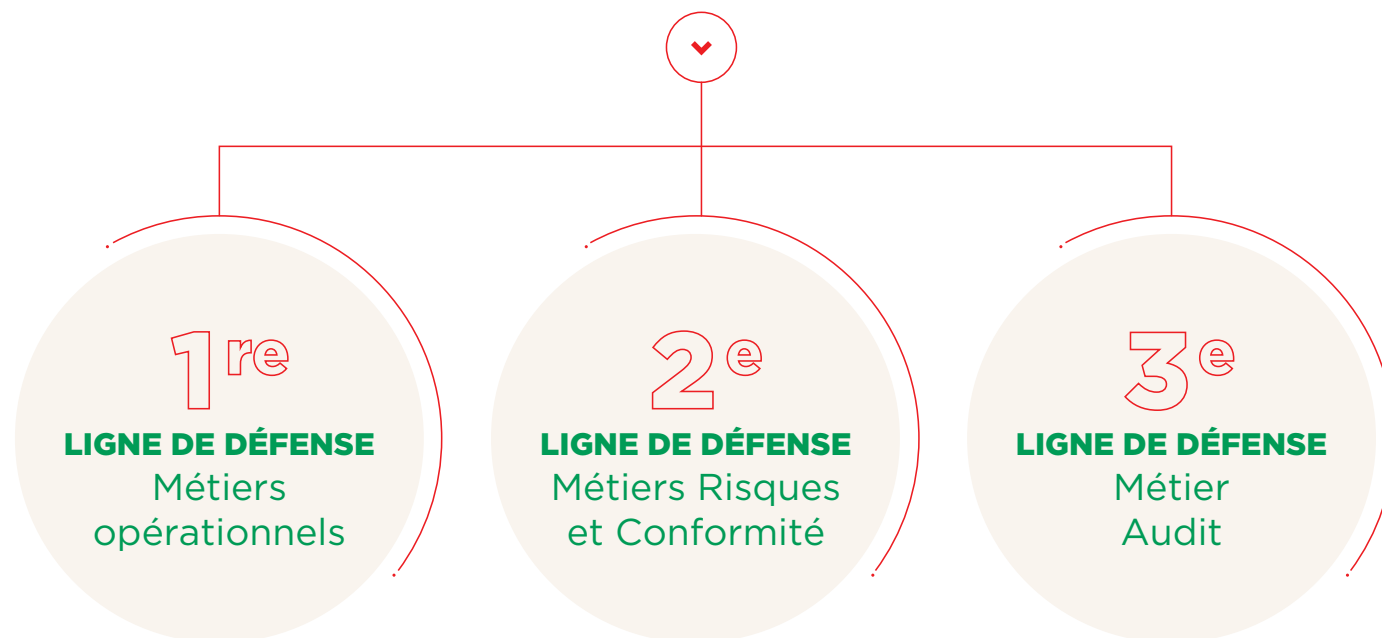 1re
LIGNE DE DÉFENSE
Métiers
opérationnels
2e
LIGNE DE DÉFENSE
Métiers Risques
et Conformité
3e
LIGNE DE DÉFENSE
Métier
Audit